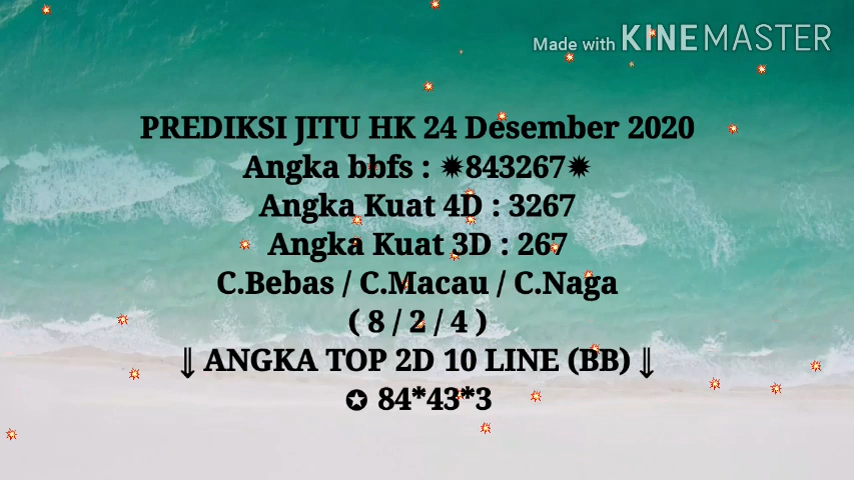 Made with KINEMASTER
PREDIKSI JITU HK 24 Desember 2020
Angka bbfs : ✹843267✹
Angka Kuat 4D : 3267
Angka Kuat 3D : 267
C.Bebas / C.Macau / C.Naga
( 8 / 2 / 4 )
⇓ ANGKA TOP 2D 10 LINE (BB) ⇓
✪ 84*43*3